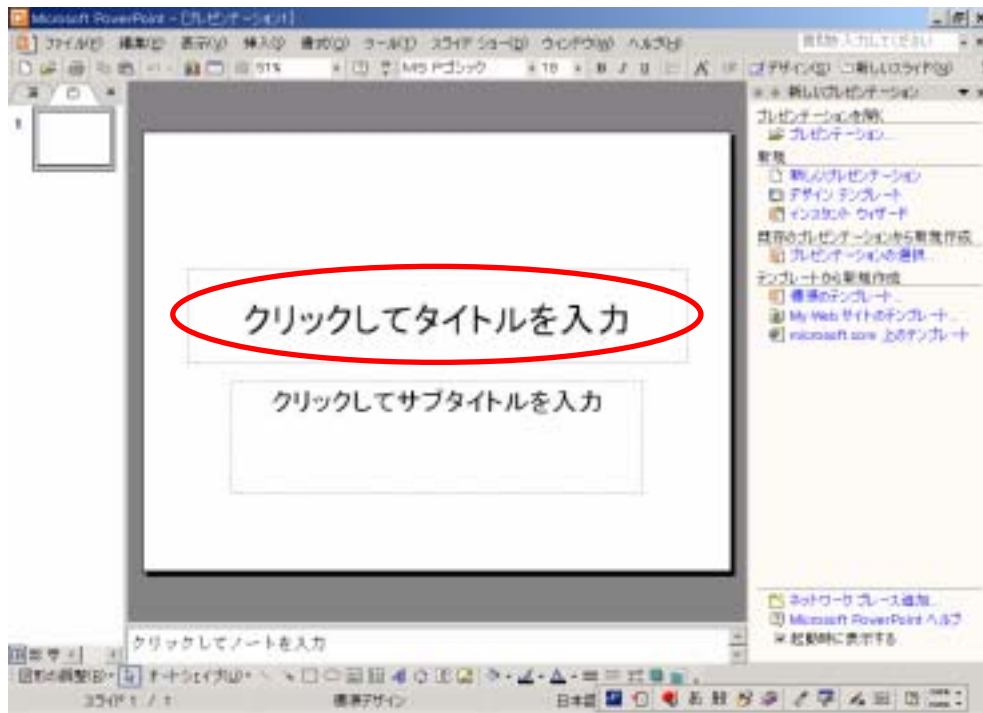 Microsoft PowerPoint - [プレゼンテーション1]
ファイル(F) 編集(E) 表示(V) 挿入(I) 書式(O) ツール(T) スライド ショー(D) ウィンドウ(W) ヘルプ(H)
51% MS Pゴシック 18 B I U デザイン(S) 新しいスライド(N)
新しいプレゼンテーション
1
プレゼンテーションを開く
プレゼンテーション...
新規
新しいプレゼンテーション
デザイン テンプレート
インスタント ウィザード
既存のプレゼンテーションから新規作成
プレゼンテーションの選択...
テンプレートから新規作成
標準のテンプレート...
My Web サイトのテンプレート...
microsoft.com 上のテンプレート
クリックしてタイトルを入力
クリックしてサブタイトルを入力
ネットワーク プレース追加...
Microsoft PowerPoint ヘルプ
起動時に表示する
クリックしてノートを入力
図形の調整(R) オートシェイプ(U)
スライド 1 / 1 標準デザイン 日本語